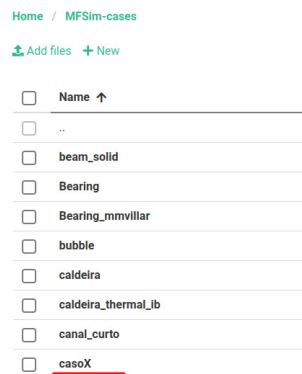 Home / MFSim-cases
Add files + New
Name ↑
..
beam_solid
Bearing
Bearing_mmvillar
bubble
caldeira
caldeira_thermal_ib
canal_curto
casoX